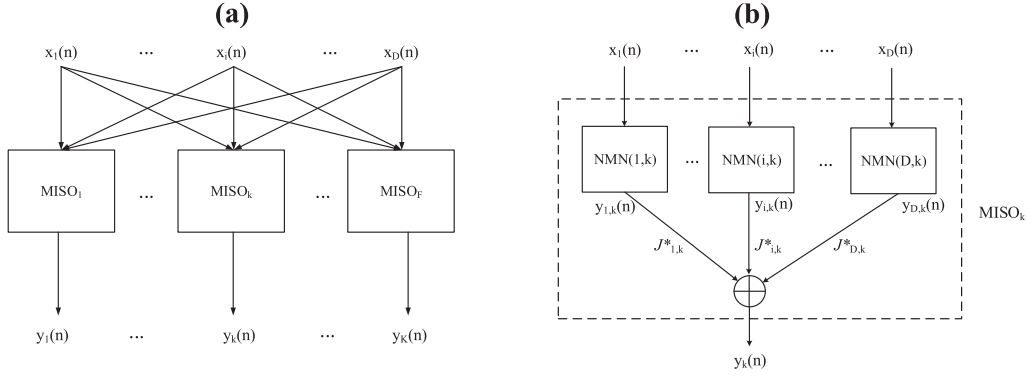 (a)
x1(n) ... xi(n) ... xD(n)
MISO1 ... MISOk ... MISOF
y1(n) ... yk(n) ... yK(n)
(b)
x1(n) ... xi(n) ... xD(n)
NMN(1,k) ... NMN(i,k) ... NMN(D,k)
y1,k(n) yi,k(n) yD,k(n)
MISOk
J*1,k J*i,k J*D,k
yk(n)